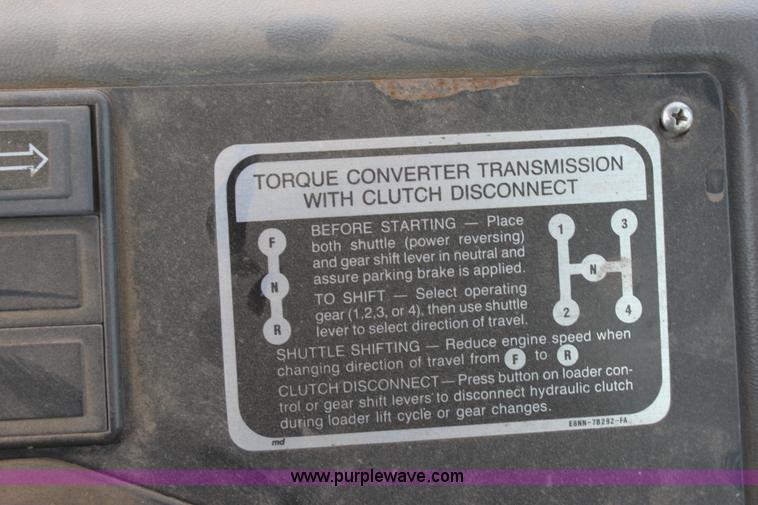 TORQUE CONVERTER TRANSMISSION
WITH CLUTCH DISCONNECT
F
N
R
BEFORE STARTING — Place
both shuttle (power reversing)
and gear shift lever in neutral and
assure parking brake is applied.
TO SHIFT — Select operating
gear (1,2,3, or 4), then use shuttle
lever to select direction of travel.
1 3
N
2 4
SHUTTLE SHIFTING — Reduce engine speed when
changing direction of travel from F to R
CLUTCH DISCONNECT — Press button on loader con-
trol or gear shift levers to disconnect hydraulic clutch
during loader lift cycle or gear changes.
md
E8NN-7B292-FA
www.purplewave.com